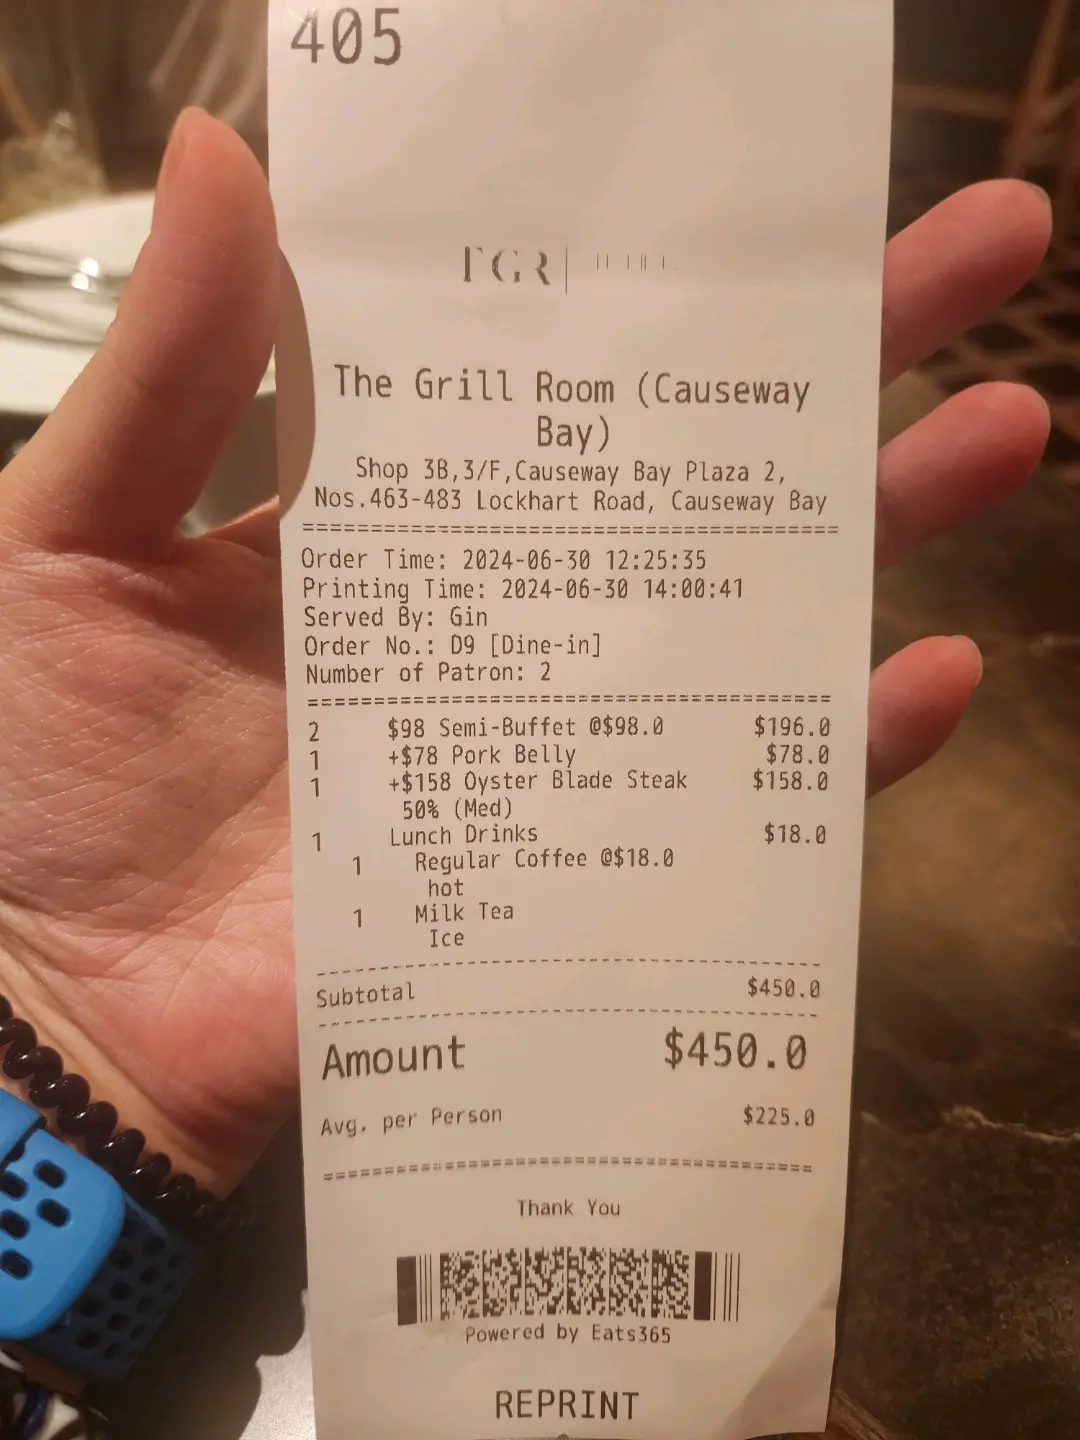 405
TGR
The Grill Room (Causeway
Bay)
Shop 3B,3/F,Causeway Bay Plaza 2,
Nos.463-483 Lockhart Road, Causeway Bay
==========================================
Order Time: 2024-06-30 12:25:35
Printing Time: 2024-06-30 14:00:41
Served By: Gin
Order No.: D9 [Dine-in]
Number of Patron: 2
==========================================
2 $98 Semi-Buffet @$98.0 $196.0
1 +$78 Pork Belly $78.0
1 +$158 Oyster Blade Steak $158.0
50% (Med)
1 Lunch Drinks $18.0
1 Regular Coffee @$18.0
hot
1 Milk Tea
Ice
------------------------------------------
Subtotal $450.0
------------------------------------------
Amount $450.0
Avg. per Person $225.0
==========================================
Thank You
Powered by Eats365
REPRINT